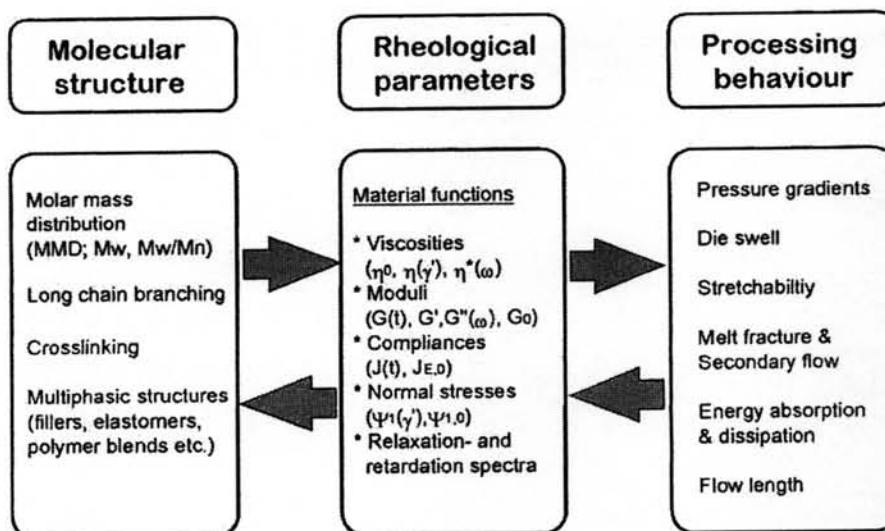 Molecular
structure
Rheological
parameters
Processing
behaviour
Molar mass
distribution
(MMD; Mw, Mw/Mn)
Long chain branching
Crosslinking
Multiphasic structures
(fillers, elastomers,
polymer blends etc.)
Material functions
* Viscosities
(η0, η(γ'), η*(ω)
* Moduli
(G(t), G',G"(ω), G0)
* Compliances
(J(t), JE,0)
* Normal stresses
(Ψ1(γ'),Ψ1,0)
* Relaxation- and
retardation spectra
Pressure gradients
Die swell
Stretchabiltiy
Melt fracture &
Secondary flow
Energy absorption
& dissipation
Flow length